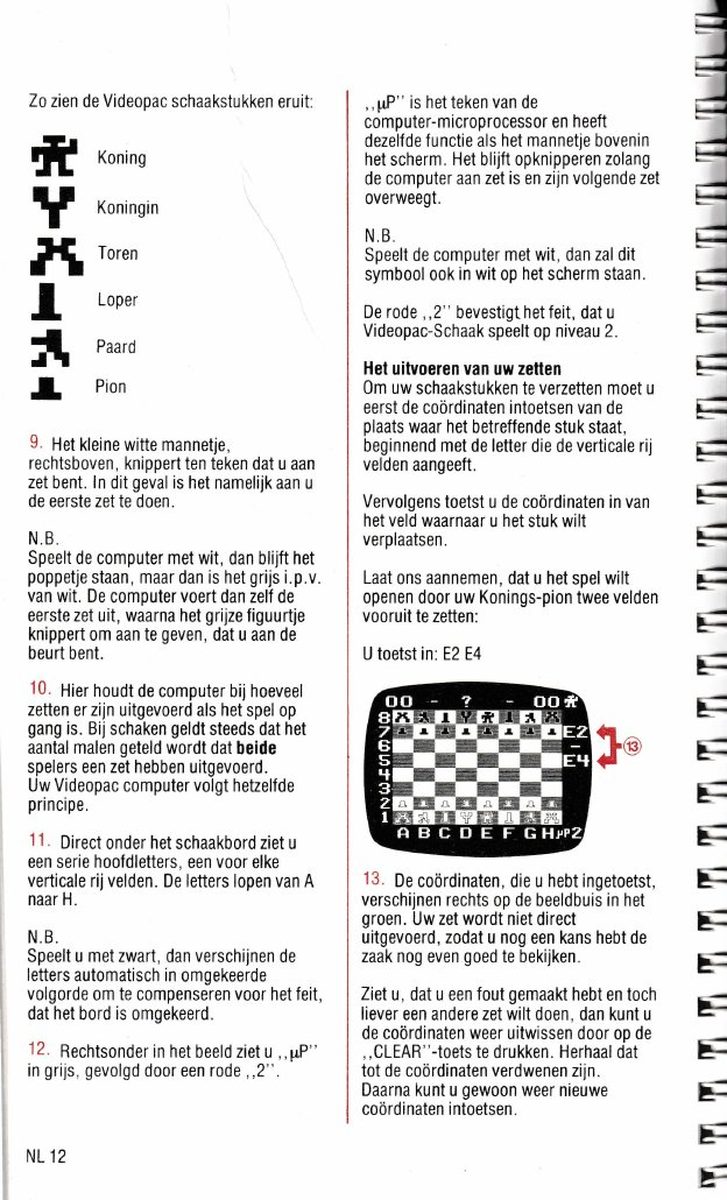 Zo zien de Videopac schaakstukken eruit:
Koning
Koningin
Toren
Loper
Paard
Pion
9. Het kleine witte mannetje,
rechtsboven, knippert ten teken dat u aan
zet bent. In dit geval is het namelijk aan u
de eerste zet te doen.
N.B.
Speelt de computer met wit, dan blijft het
poppetje staan, maar dan is het grijs i.p.v.
van wit. De computer voert dan zelf de
eerste zet uit, waarna het grijze figuurtje
knippert om aan te geven, dat u aan de
beurt bent.
10. Hier houdt de computer bij hoeveel
zetten er zijn uitgevoerd als het spel op
gang is. Bij schaken geldt steeds dat het
aantal malen geteld wordt dat beide
spelers een zet hebben uitgevoerd.
Uw Videopac computer volgt hetzelfde
principe.
11. Direct onder het schaakbord ziet u
een serie hoofdletters, een voor elke
verticale rij velden. De letters lopen van A
naar H.
N.B.
Speelt u met zwart, dan verschijnen de
letters automatisch in omgekeerde
volgorde om te compenseren voor het feit,
dat het bord is omgekeerd.
12. Rechtsonder in het beeld ziet u ,,µP''
in grijs, gevolgd door een rode ,,2''.
NL 12
,,µP'' is het teken van de
computer-microprocessor en heeft
dezelfde functie als het mannetje bovenin
het scherm. Het blijft opknipperen zolang
de computer aan zet is en zijn volgende zet
overweegt.
N.B.
Speelt de computer met wit, dan zal dit
symbool ook in wit op het scherm staan.
De rode ,,2'' bevestigt het feit, dat u
Videopac-Schaak speelt op niveau 2.
Het uitvoeren van uw zetten
Om uw schaakstukken te verzetten moet u
eerst de coördinaten intoetsen van de
plaats waar het betreffende stuk staat,
beginnend met de letter die de verticale rij
velden aangeeft.
Vervolgens toetst u de coördinaten in van
het veld waarnaar u het stuk wilt
verplaatsen.
Laat ons aannemen, dat u het spel wilt
openen door uw Konings-pion twee velden
vooruit te zetten:
U toetst in: E2 E4
00 - ? - 00
8
7 E2
6 -
5 E4
4
3
2
1
A B C D E F G H µP2
13
13. De coördinaten, die u hebt ingetoetst,
verschijnen rechts op de beeldbuis in het
groen. Uw zet wordt niet direct
uitgevoerd, zodat u nog een kans hebt de
zaak nog even goed te bekijken.
Ziet u, dat u een fout gemaakt hebt en toch
liever een andere zet wilt doen, dan kunt u
de coördinaten weer uitwissen door op de
,,CLEAR''-toets te drukken. Herhaal dat
tot de coördinaten verdwenen zijn.
Daarna kunt u gewoon weer nieuwe
coördinaten intoetsen.